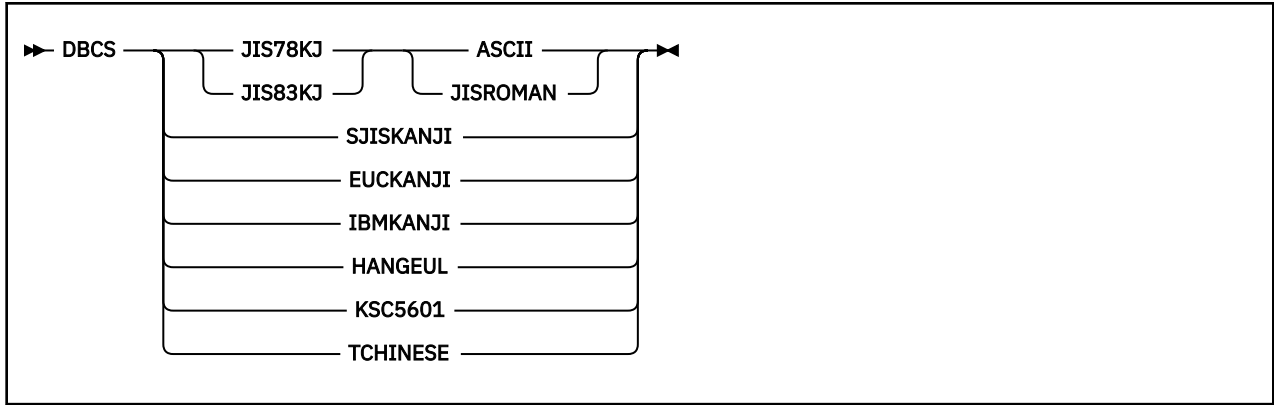 DBCS JIS78KJ ASCII
JIS83KJ JISROMAN
SJISKANJI
EUCKANJI
IBMKANJI
HANGEUL
KSC5601
TCHINESE